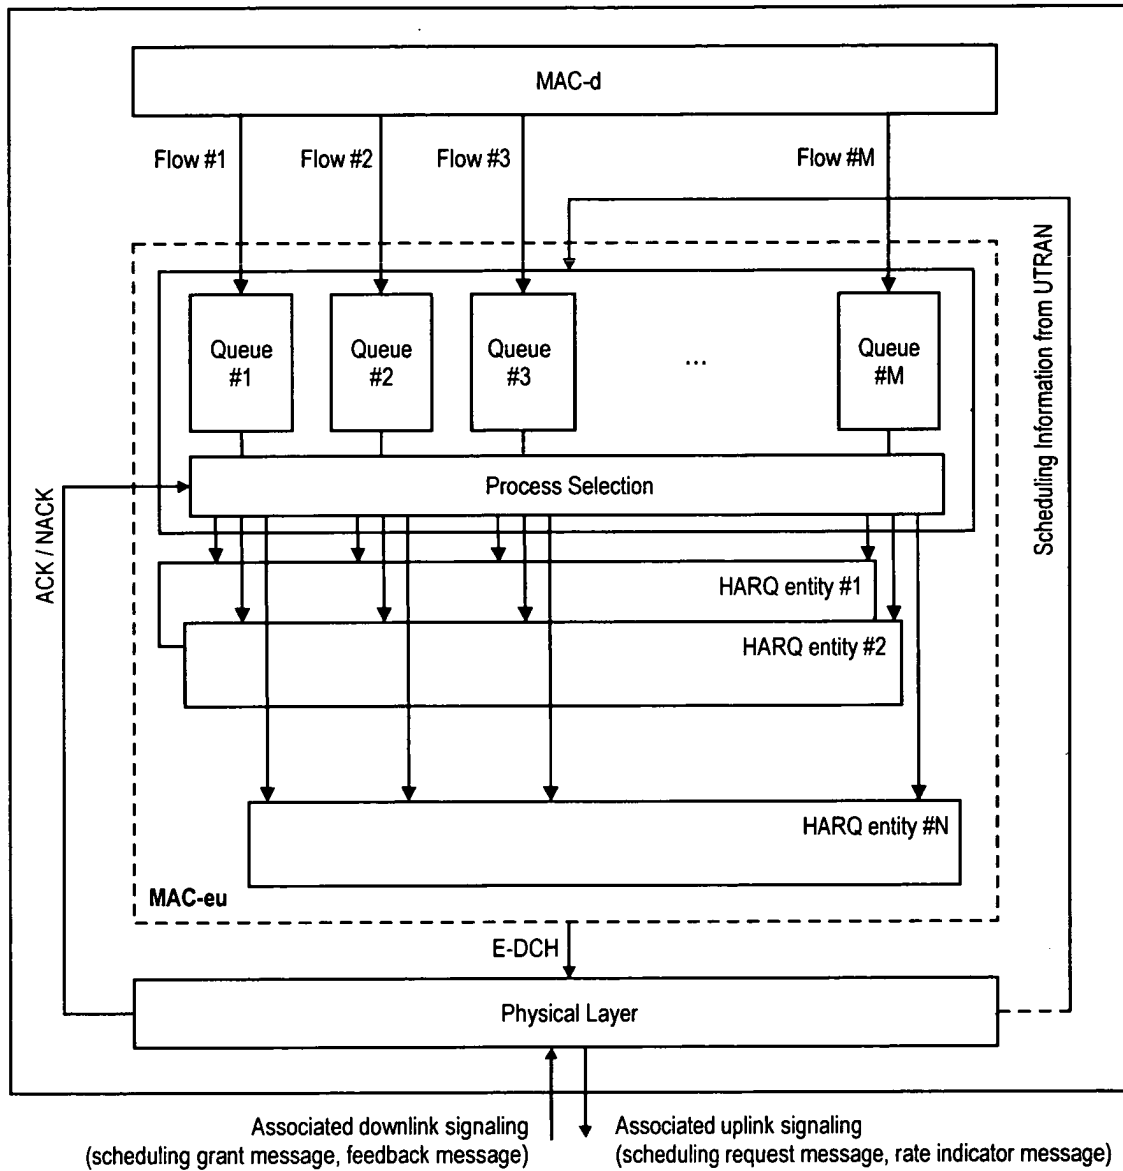 MAC-d
Flow #1
Flow #2
Flow #3
Flow #M
Scheduling Information from UTRAN
Queue
#1
Queue
#2
Queue
#3
...
Queue
#M
Process Selection
ACK / NACK
HARQ entity #1
HARQ entity #2
HARQ entity #N
MAC-eu
E-DCH
Physical Layer
Associated downlink signaling
(scheduling grant message, feedback message)
Associated uplink signaling
(scheduling request message, rate indicator message)